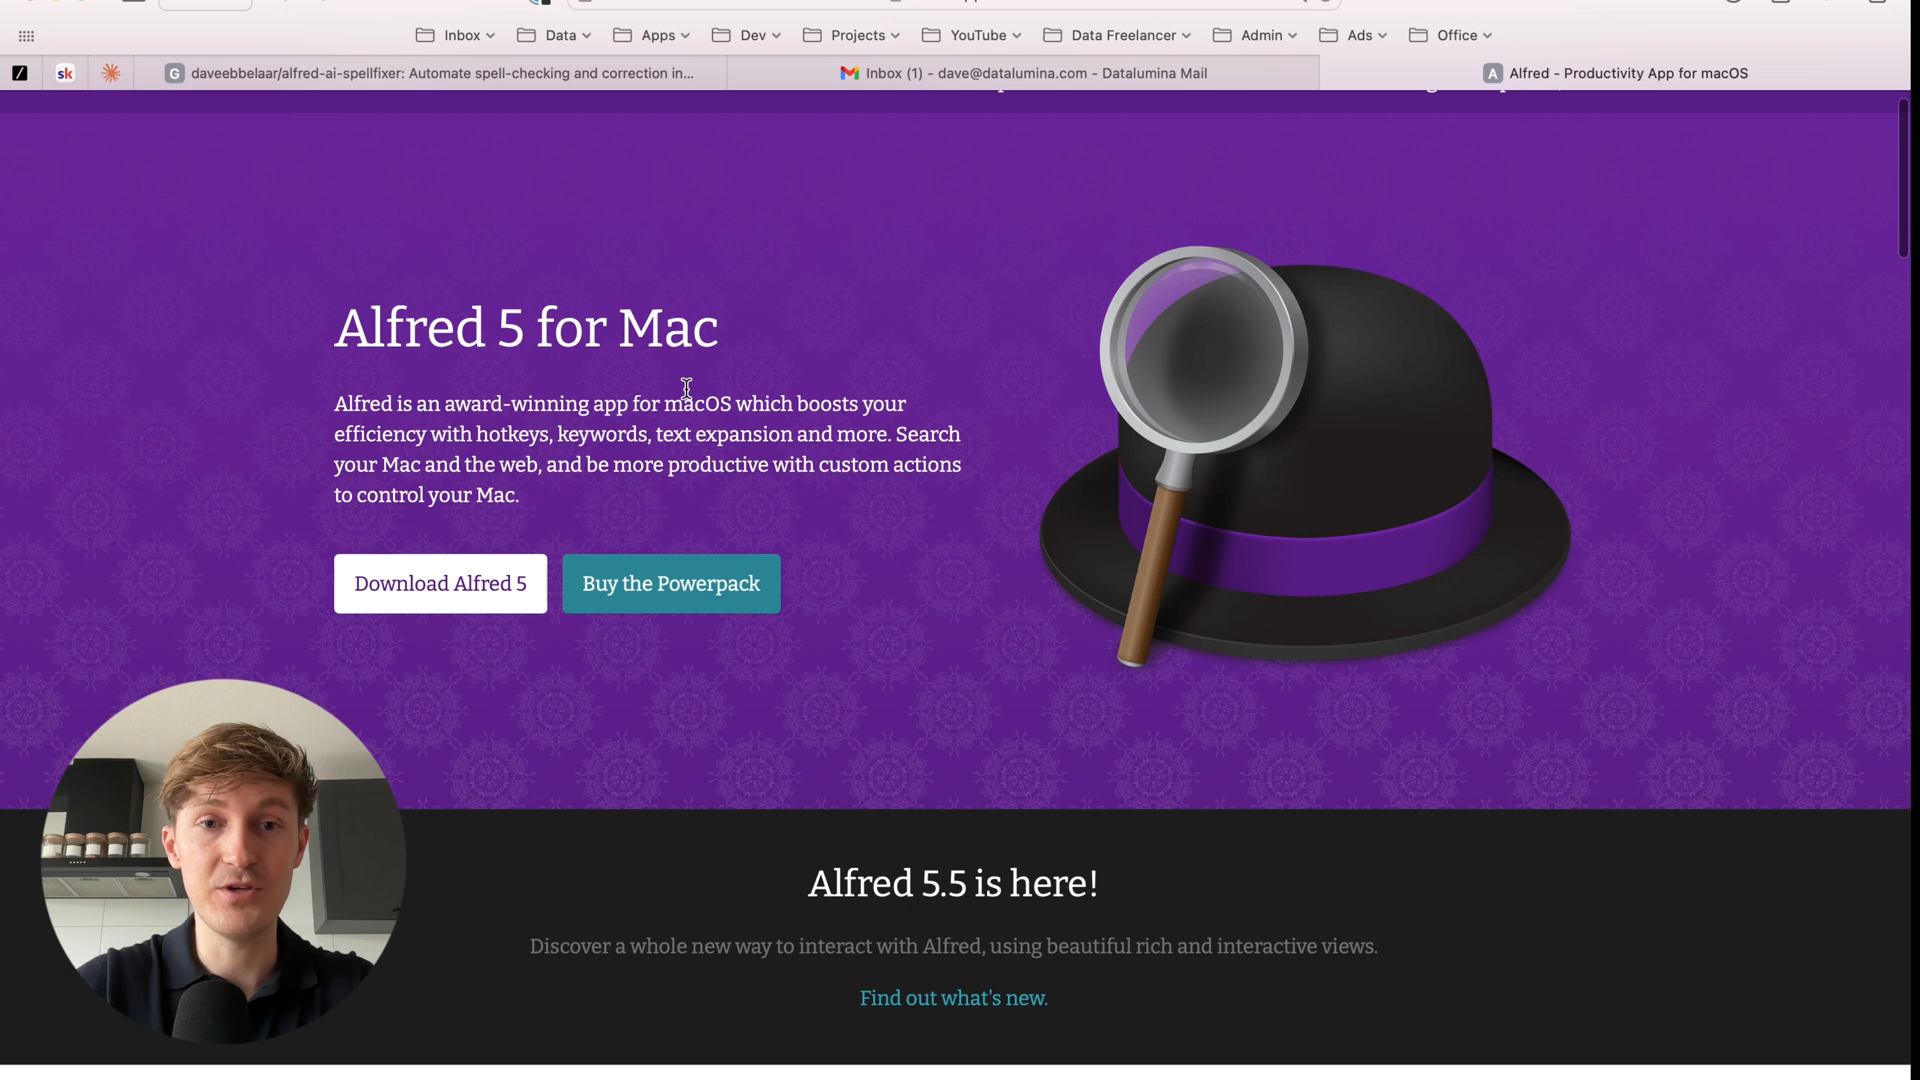 Inbox
Data
Apps
Dev
Projects
YouTube
Data Freelancer
Admin
Ads
Office
sk
G daveebbelaar/alfred-ai-spellfixer: Automate spell-checking and correction in...
Inbox (1) - dave@datalumina.com - Datalumina Mail
A Alfred - Productivity App for macOS
Alfred 5 for Mac
Alfred is an award-winning app for macOS which boosts your
efficiency with hotkeys, keywords, text expansion and more. Search
your Mac and the web, and be more productive with custom actions
to control your Mac.
Download Alfred 5
Buy the Powerpack
Alfred 5.5 is here!
Discover a whole new way to interact with Alfred, using beautiful rich and interactive views.
Find out what's new.